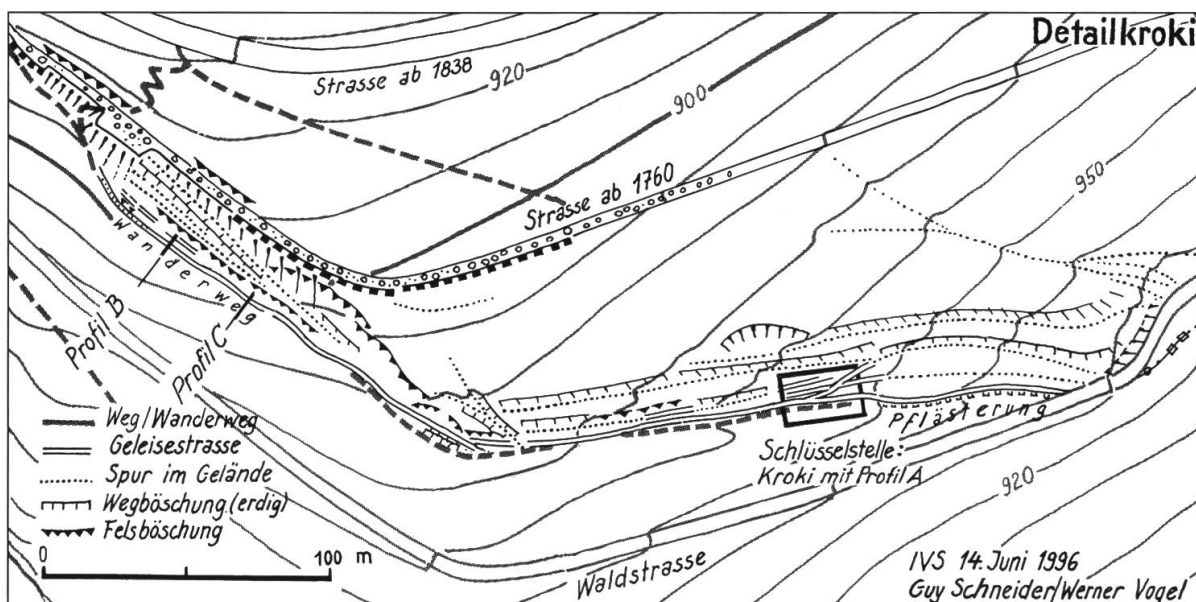 Detailkroki
Strasse ab 1838
920
900
950
Strasse ab 1760
Wanderweg
Profil B
Profil C
Weg/Wanderweg
Geleisestrasse
Spur im Gelände
Wegböschung (erdig)
Felsböschung
0 100 m
Pflästerung
Schlüsselstelle:
Kroki mit Profil A
920
Waldstrasse
IVS 14. Juni 1996
Guy Schneider/Werner Vogel